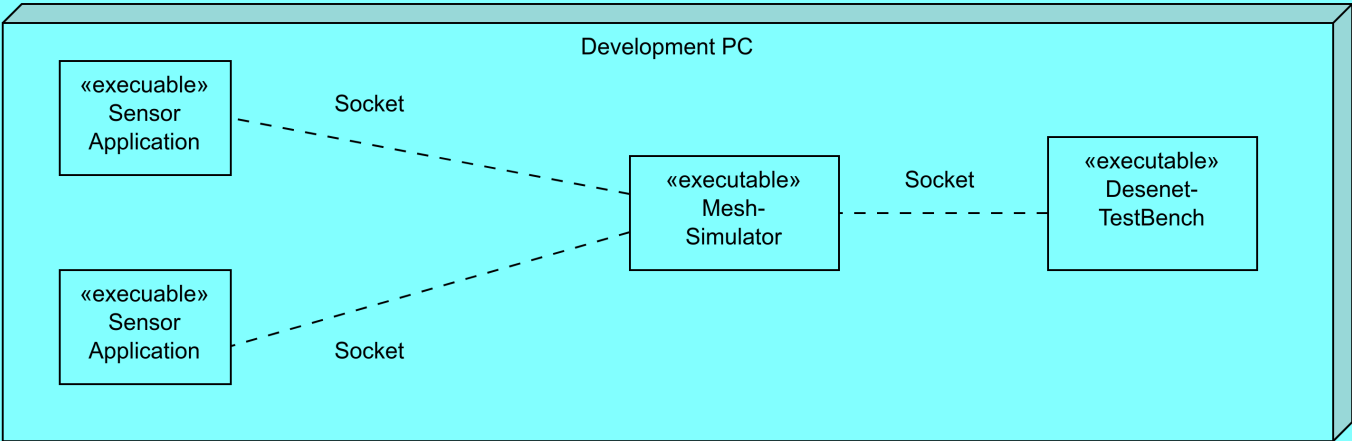 Development PC
«execuable»
Sensor
Application
Socket
«executable»
Mesh-
Simulator
Socket
«executable»
Desenet-
TestBench
«execuable»
Sensor
Application
Socket